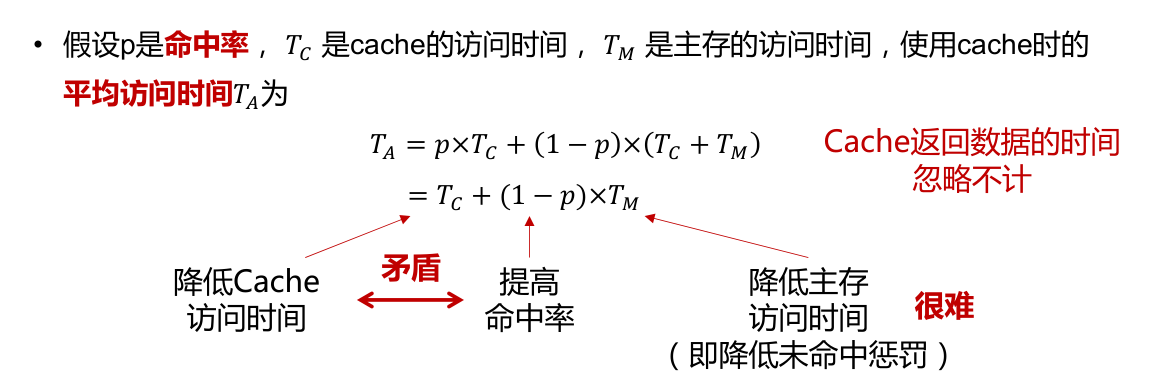 • 假设p是命中率， T_C 是cache的访问时间， T_M 是主存的访问时间，使用cache时的
平均访问时间T_A为
T_A = p×T_C + (1 − p)×(T_C + T_M)
= T_C + (1 − p)×T_M
Cache返回数据的时间
忽略不计
降低Cache
访问时间
矛盾
提高
命中率
降低主存
访问时间
（即降低未命中惩罚）
很难